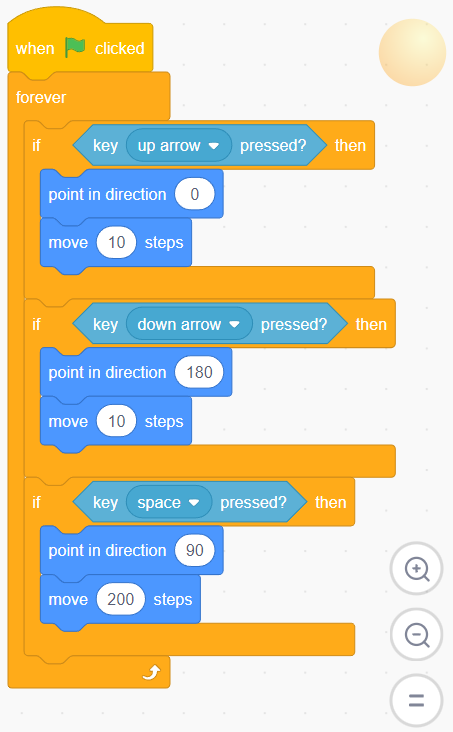 when clicked
forever
if key up arrow pressed? then
point in direction 0
move 10 steps
if key down arrow pressed? then
point in direction 180
move 10 steps
if key space pressed? then
point in direction 90
move 200 steps